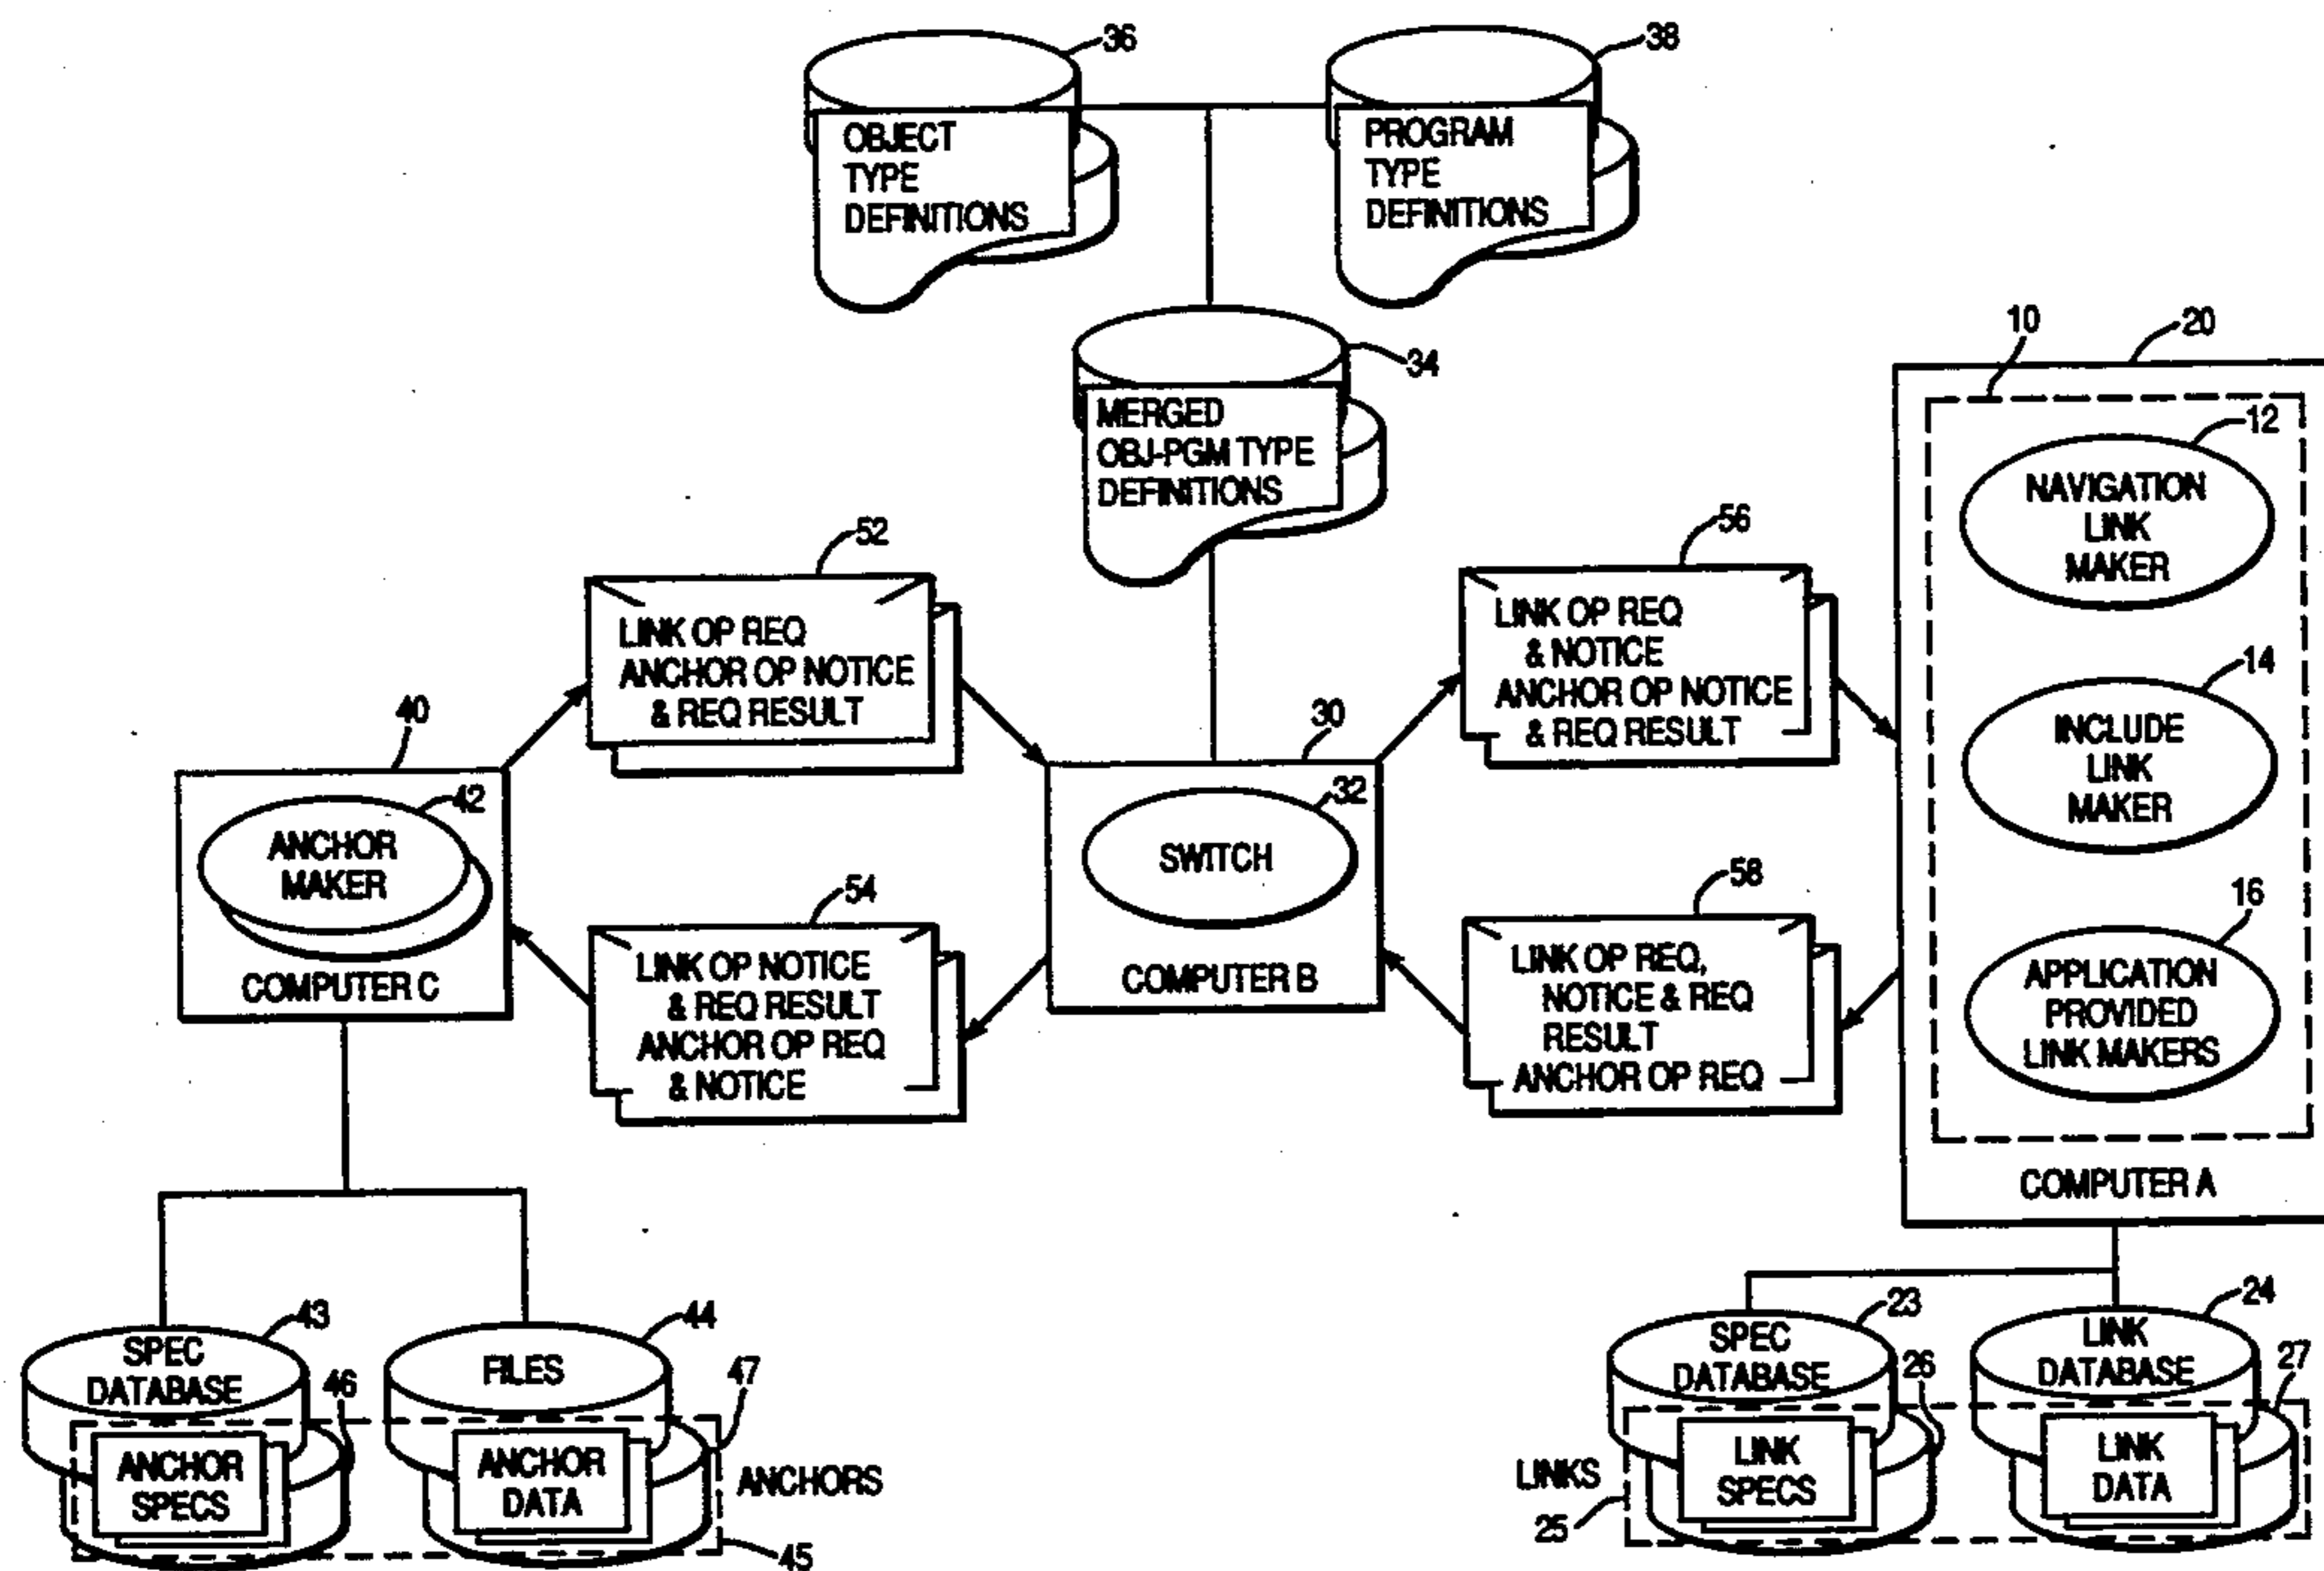 36
38
OBJECT
TYPE
DEFINITIONS
PROGRAM
TYPE
DEFINITIONS
34
MERGED
OBJ-PGM TYPE
DEFINITIONS
10
20
12
NAVIGATION
LINK
MAKER
14
INCLUDE
LINK
MAKER
16
APPLICATION
PROVIDED
LINK MAKERS
COMPUTER A
52
LINK OP REQ
ANCHOR OP NOTICE
& REQ RESULT
56
LINK OP REQ
& NOTICE
ANCHOR OP NOTICE
& REQ RESULT
40
42
ANCHOR
MAKER
COMPUTER C
30
32
SWITCH
COMPUTER B
54
LINK OP NOTICE
& REQ RESULT
ANCHOR OP REQ
& NOTICE
58
LINK OP REQ,
NOTICE & REQ
RESULT
ANCHOR OP REQ
43
SPEC
DATABASE
46
ANCHOR
SPECS
44
FILES
47
ANCHOR
DATA
ANCHORS
45
23
SPEC
DATABASE
26
LINK
SPECS
24
LINK
DATABASE
27
LINK
DATA
LINKS
25